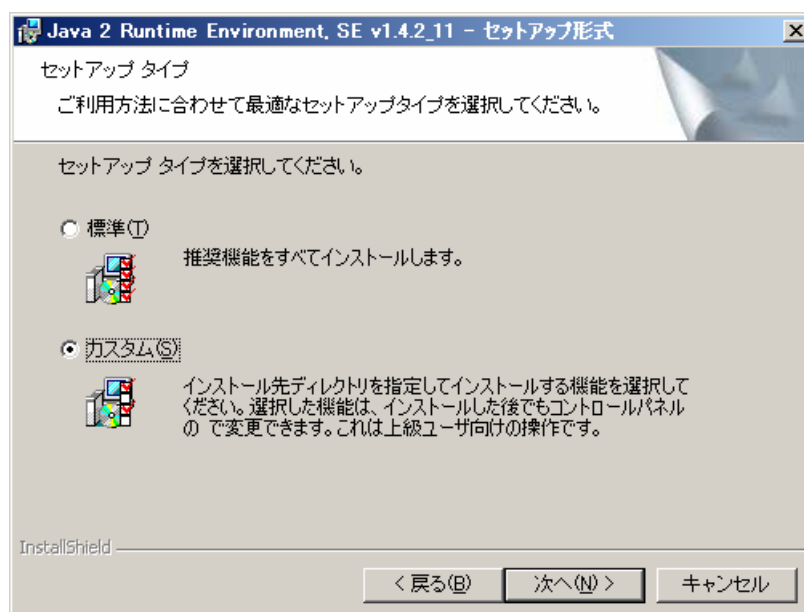 Java 2 Runtime Environment, SE v1.4.2_11 - セットアップ形式
セットアップ タイプ
ご利用方法に合わせて最適なセットアップタイプを選択してください。
セットアップ タイプを選択してください。
標準(T)
推奨機能をすべてインストールします。
カスタム(S)
インストール先ディレクトリを指定してインストールする機能を選択して
ください。選択した機能は、インストールした後でもコントロールパネル
の で変更できます。これは上級ユーザ向けの操作です。
InstallShield
< 戻る(B)
次へ(N) >
キャンセル